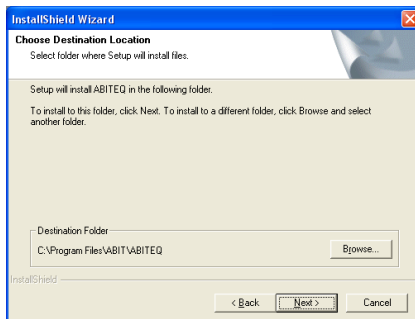 InstallShield Wizard
Choose Destination Location
Select folder where Setup will install files.
Setup will install ABITEQ in the following folder.
To install to this folder, click Next. To install to a different folder, click Browse and select
another folder.
Destination Folder
C:\Program Files\ABIT\ABITEQ
Browse...
InstallShield
< Back
Next >
Cancel